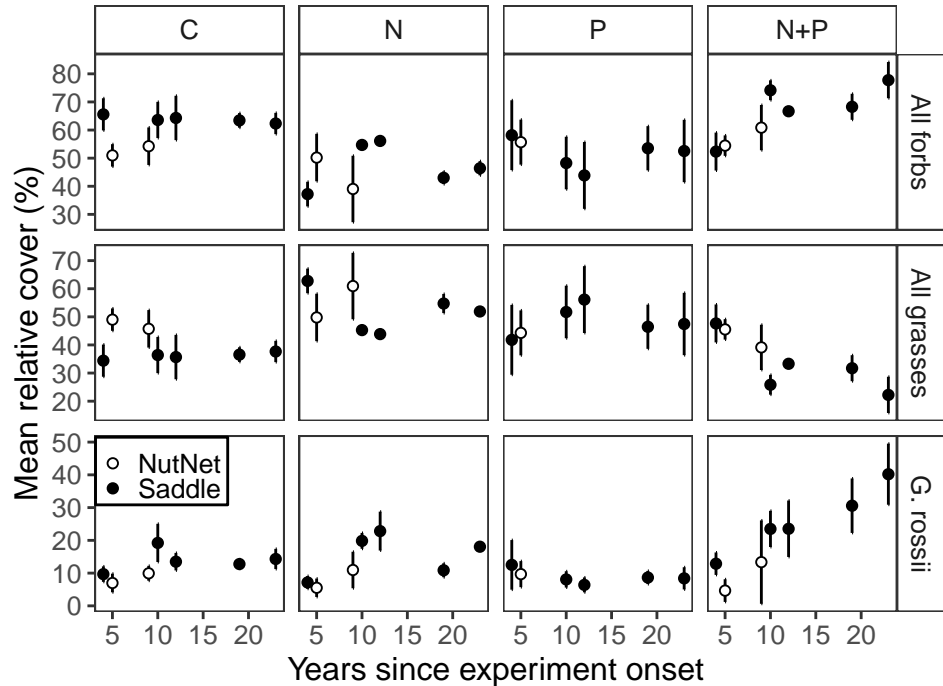 C N P N+P
80
70
60
50
40
30
All forbs
70
60
50
40
30
20
All grasses
50
40
30
20
10
0
G. rossii
Mean relative cover (%)
NutNet
Saddle
5 10 15 20 5 10 15 20 5 10 15 20 5 10 15 20
Years since experiment onset